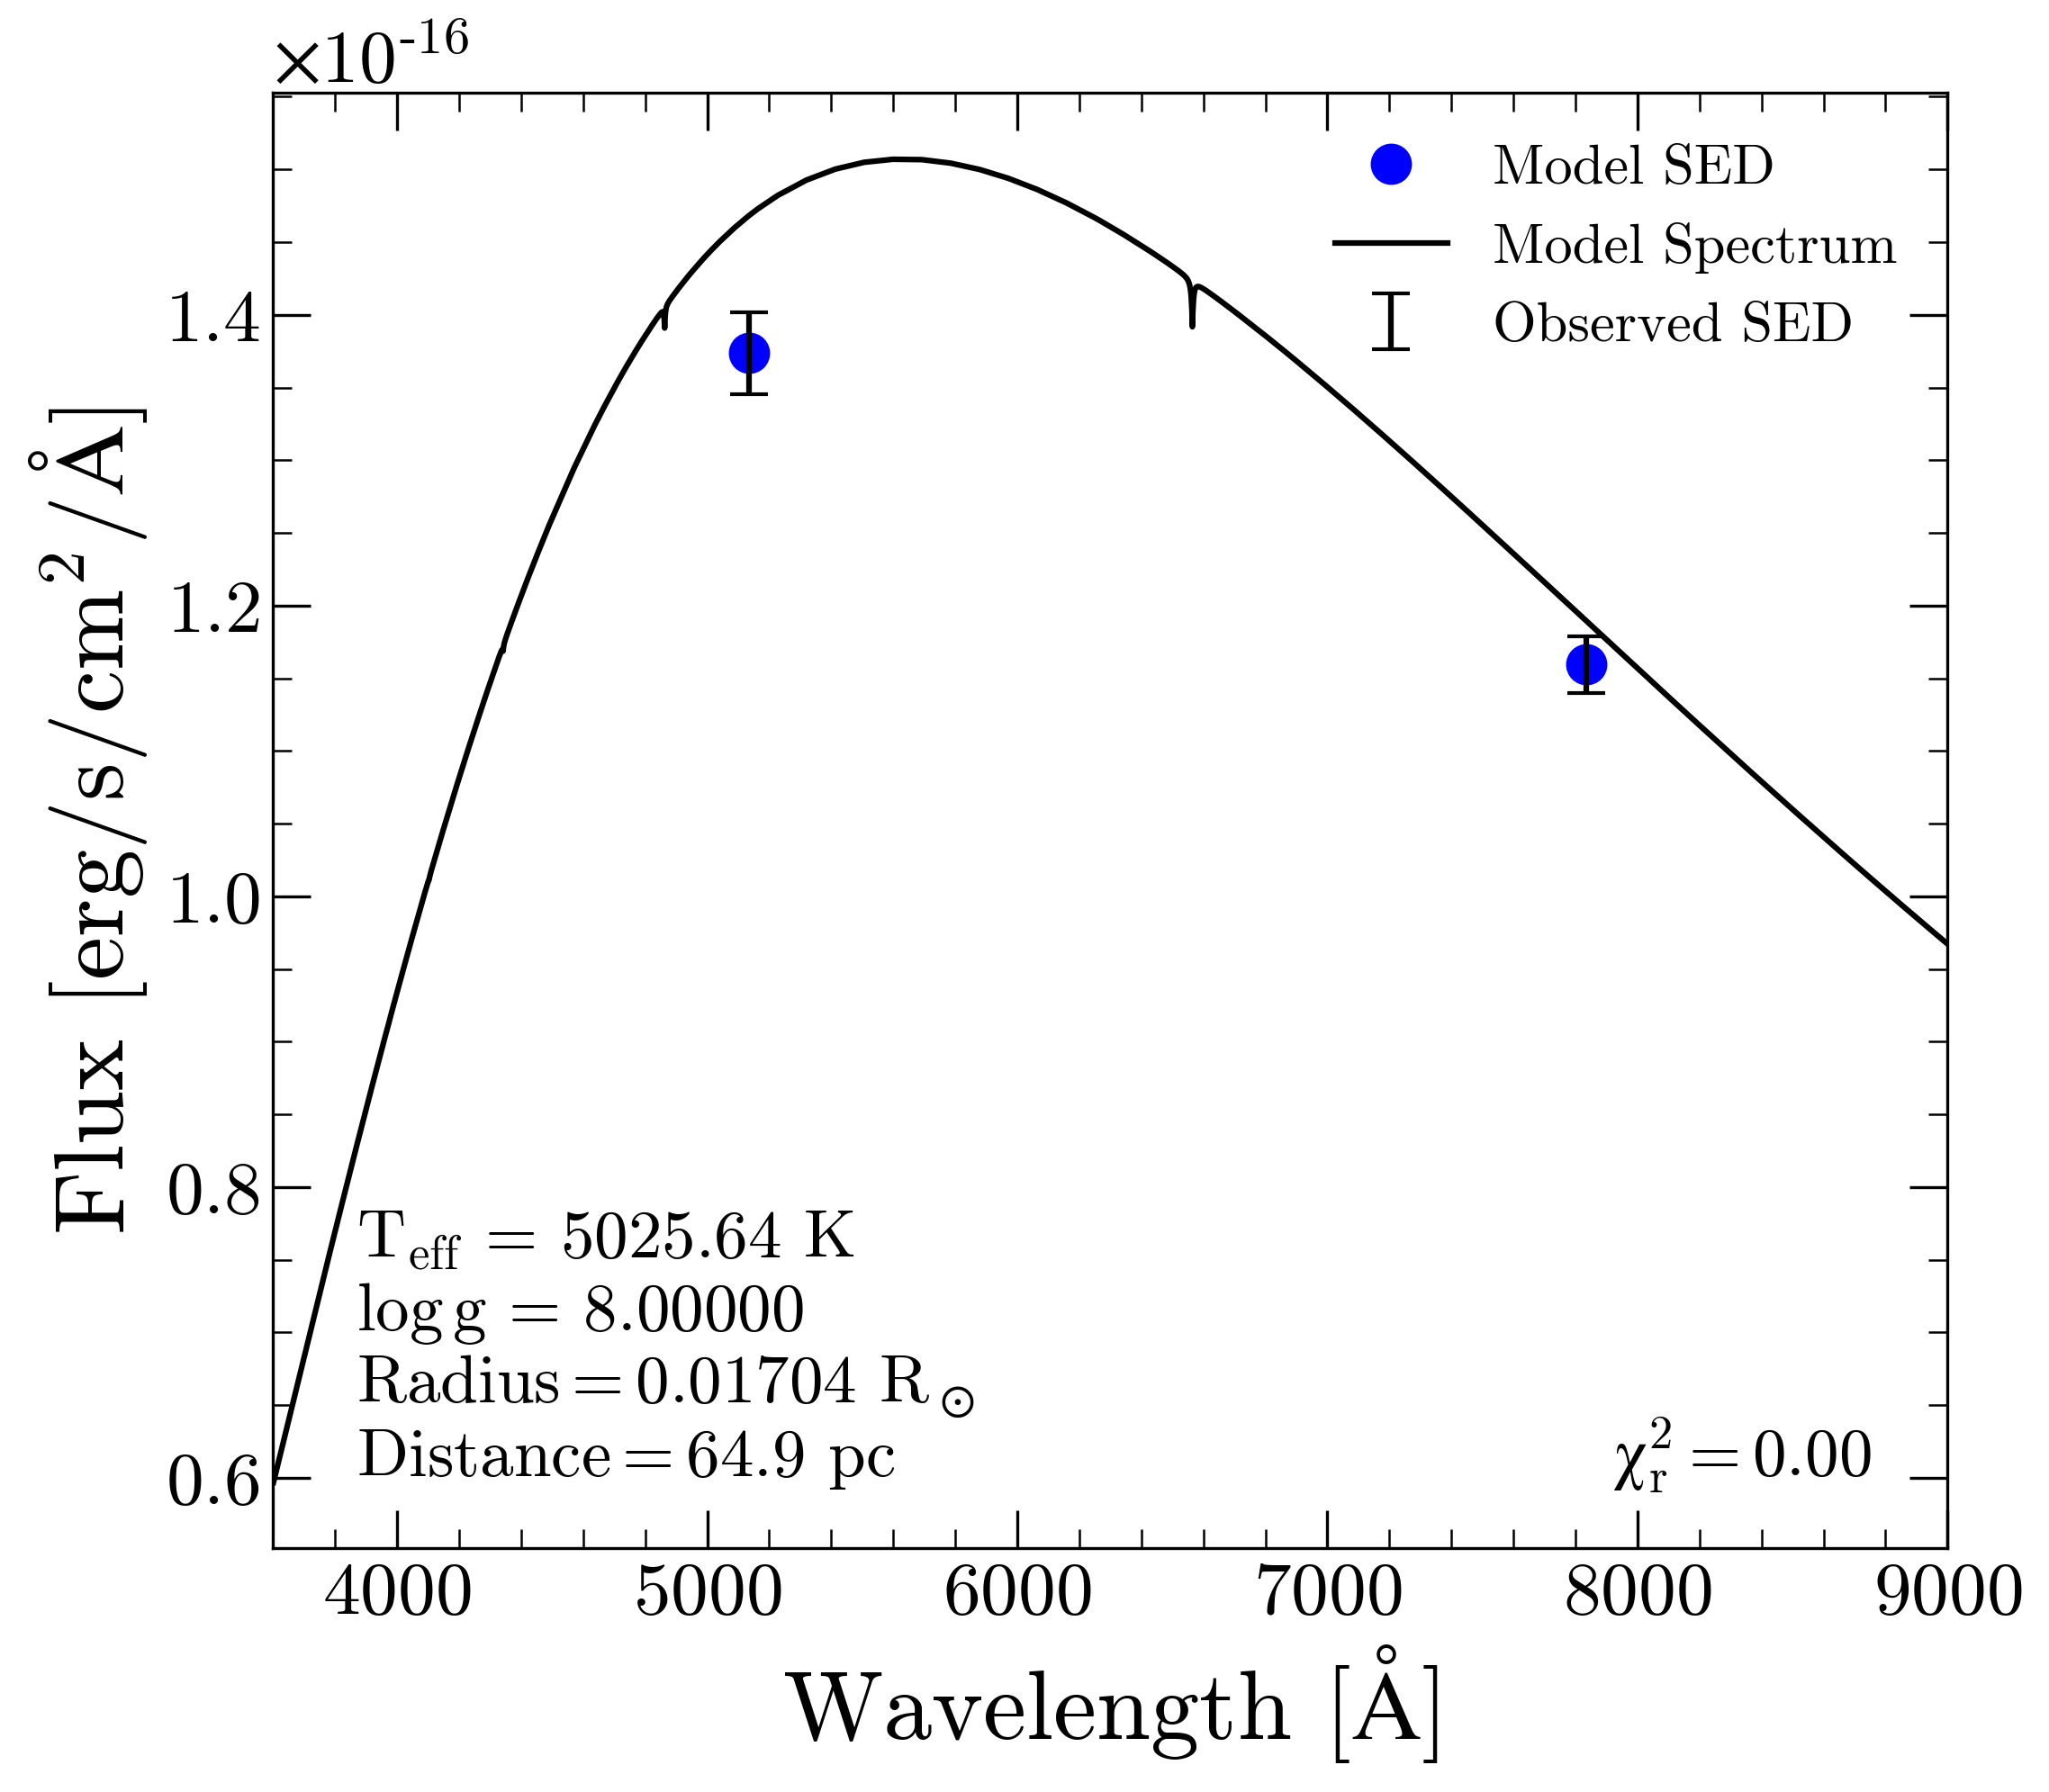 ×10-16
Model SED
Model Spectrum
Observed SED
1.4
1.2
1.0
0.8
0.6
Flux [erg/s/cm²/Å]
Teff = 5025.64 K
log g = 8.00000
Radius = 0.01704 R⊙
Distance = 64.9 pc
χ²r = 0.00
4000 5000 6000 7000 8000 9000
Wavelength [Å]